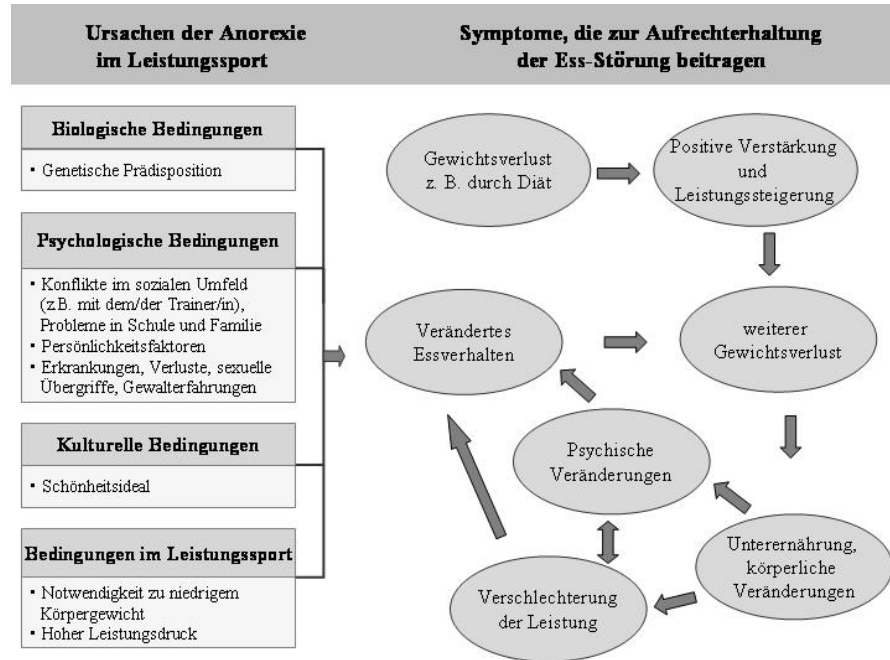 Ursachen der Anorexie
im Leistungssport
Symptome, die zur Aufrechterhaltung
der Ess-Störung beitragen
Biologische Bedingungen
▪ Genetische Prädisposition
Psychologische Bedingungen
▪ Konflikte im sozialen Umfeld
(z.B. mit dem/der Trainer/in),
Probleme in Schule und Familie
▪ Persönlichkeitsfaktoren
▪ Erkrankungen, Verluste, sexuelle
Übergriffe, Gewalterfahrungen
Kulturelle Bedingungen
▪ Schönheitsideal
Bedingungen im Leistungssport
▪ Notwendigkeit zu niedrigem
Körpergewicht
▪ Hoher Leistungsdruck
Gewichtsverlust
z. B. durch Diät
Positive Verstärkung
und
Leistungssteigerung
Verändertes
Essverhalten
weiterer
Gewichtsverlust
Psychische
Veränderungen
Unterernährung,
körperliche
Veränderungen
Verschlechterung
der Leistung